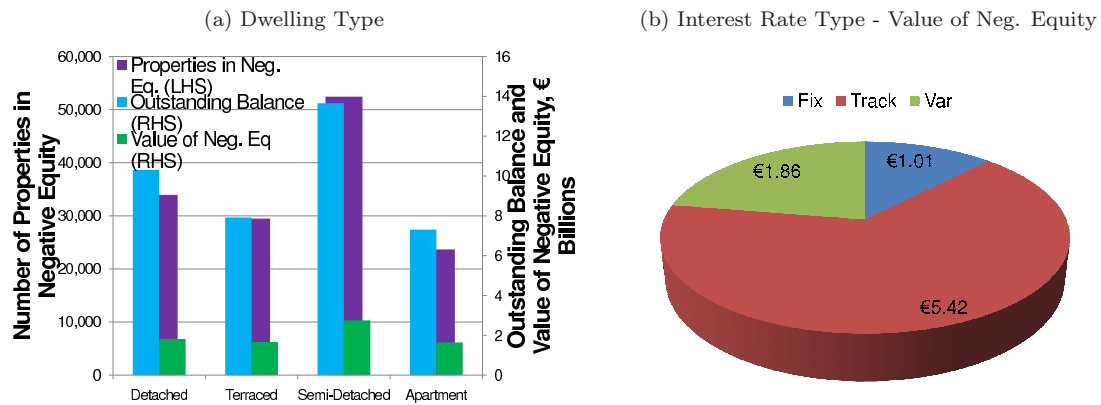 (a) Dwelling Type
Number of Properties in
Negative Equity
60,000
50,000
40,000
30,000
20,000
10,000
0
Properties in Neg.
Eq. (LHS)
Outstanding Balance
(RHS)
Value of Neg. Eq
(RHS)
16
14
12
10
8
6
4
2
0
Outstanding Balance and
Value of Negative Equity, €
Billions
Detached Terraced Semi-Detached Apartment
(b) Interest Rate Type - Value of Neg. Equity
Fix Track Var
€1.86
€1.01
€5.42